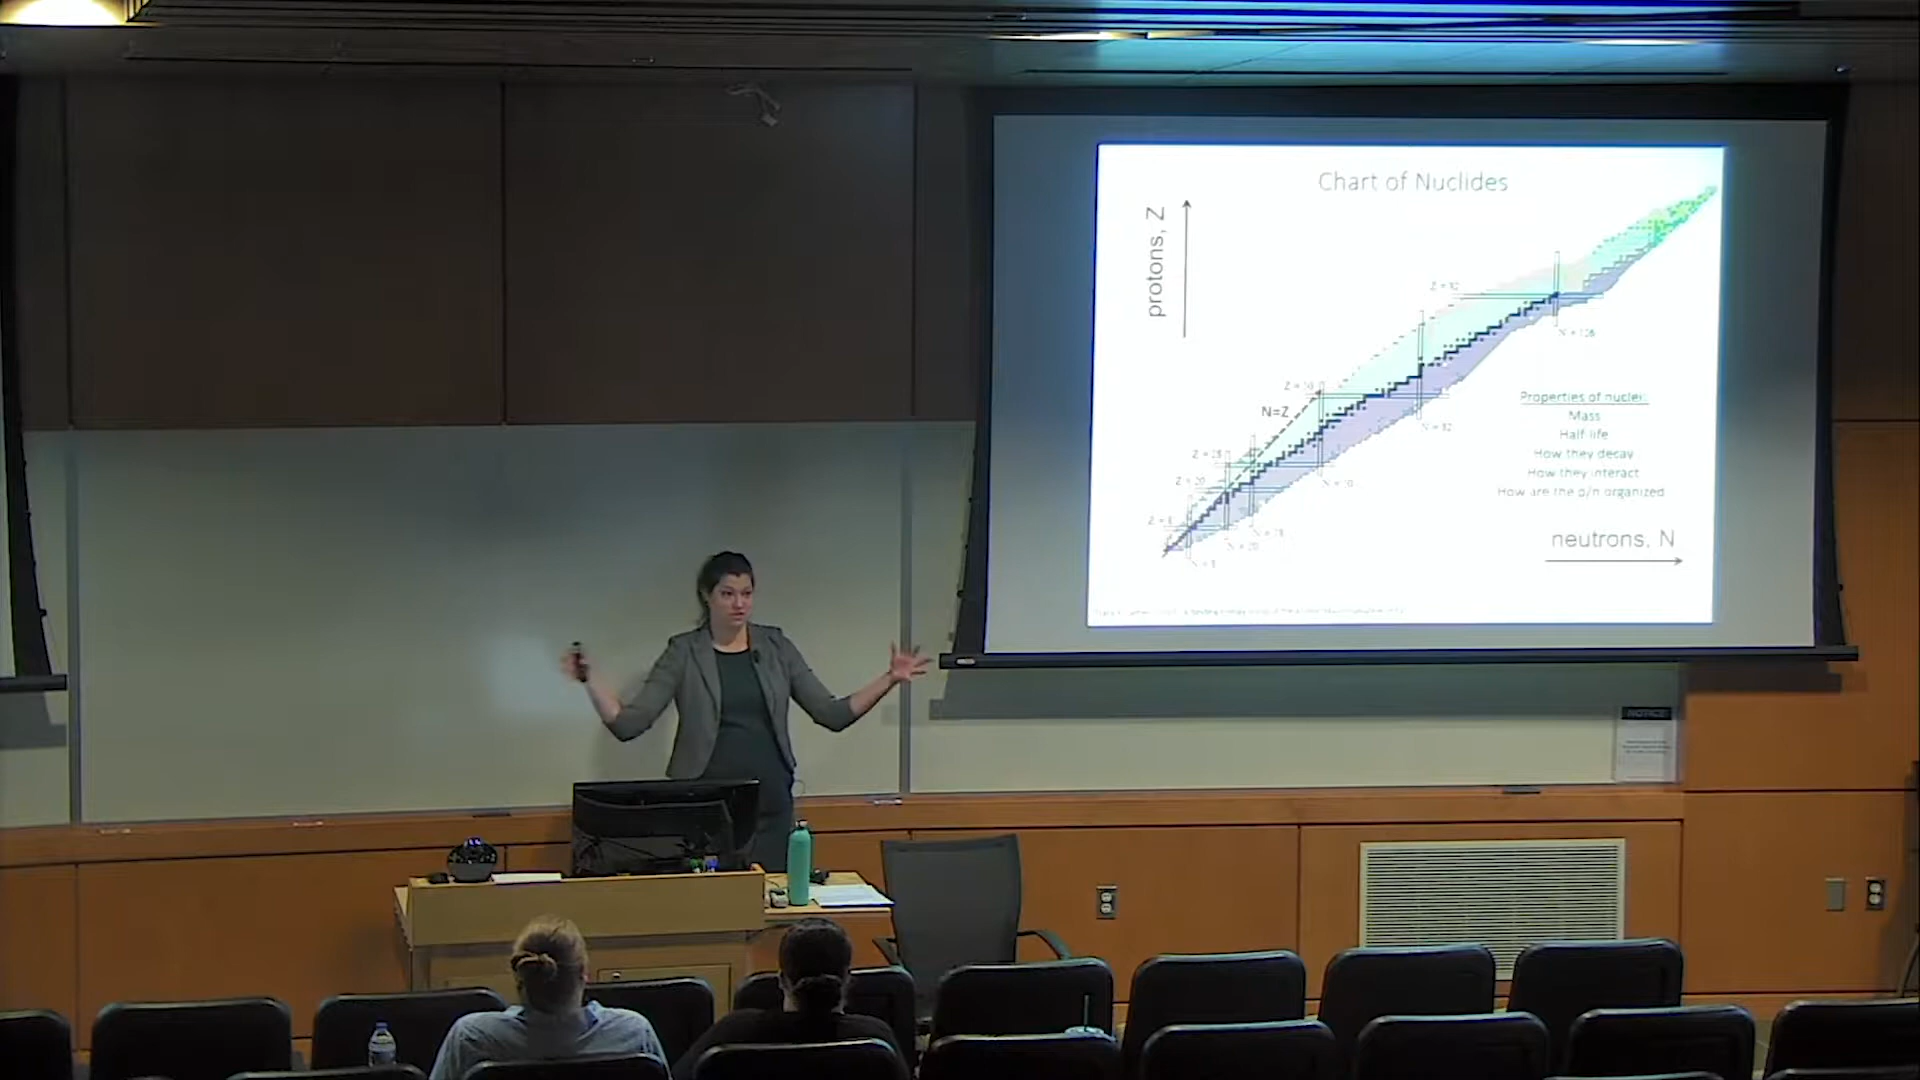 Chart of Nuclides
protons, Z
Z = 82
N = 126
Z = 50
N=Z
N = 82
Z = 28
Z = 20
N = 50
Z = 8
N = 28
N = 20
N = 8
Properties of nuclei:
Mass
Half-life
How they decay
How they interact
How are the p/n organized
neutrons, N
NOTICE